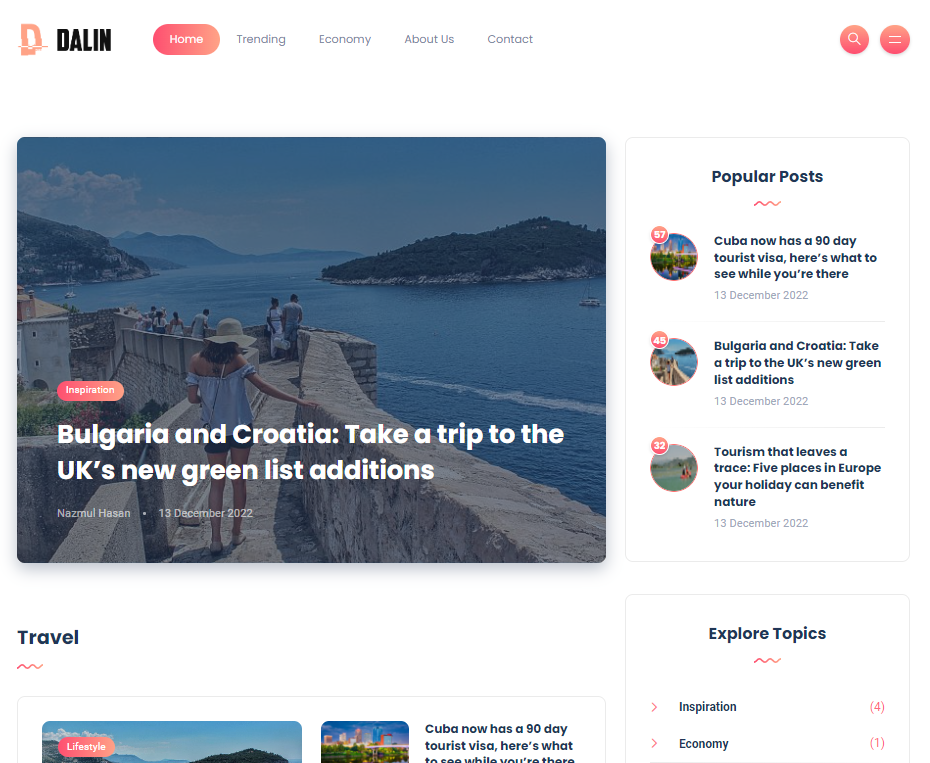 DALIN
Home
Trending
Economy
About Us
Contact
Inspiration
Bulgaria and Croatia: Take a trip to the
UK’s new green list additions
Nazmul Hasan • 13 December 2022
Popular Posts
57
Cuba now has a 90 day
tourist visa, here’s what to
see while you’re there
13 December 2022
45
Bulgaria and Croatia: Take
a trip to the UK’s new green
list additions
13 December 2022
32
Tourism that leaves a
trace: Five places in Europe
your holiday can benefit
nature
13 December 2022
Travel
Lifestyle
Cuba now has a 90 day
tourist visa, here’s what
to see while you’re there
Explore Topics
Inspiration (4)
Economy (1)